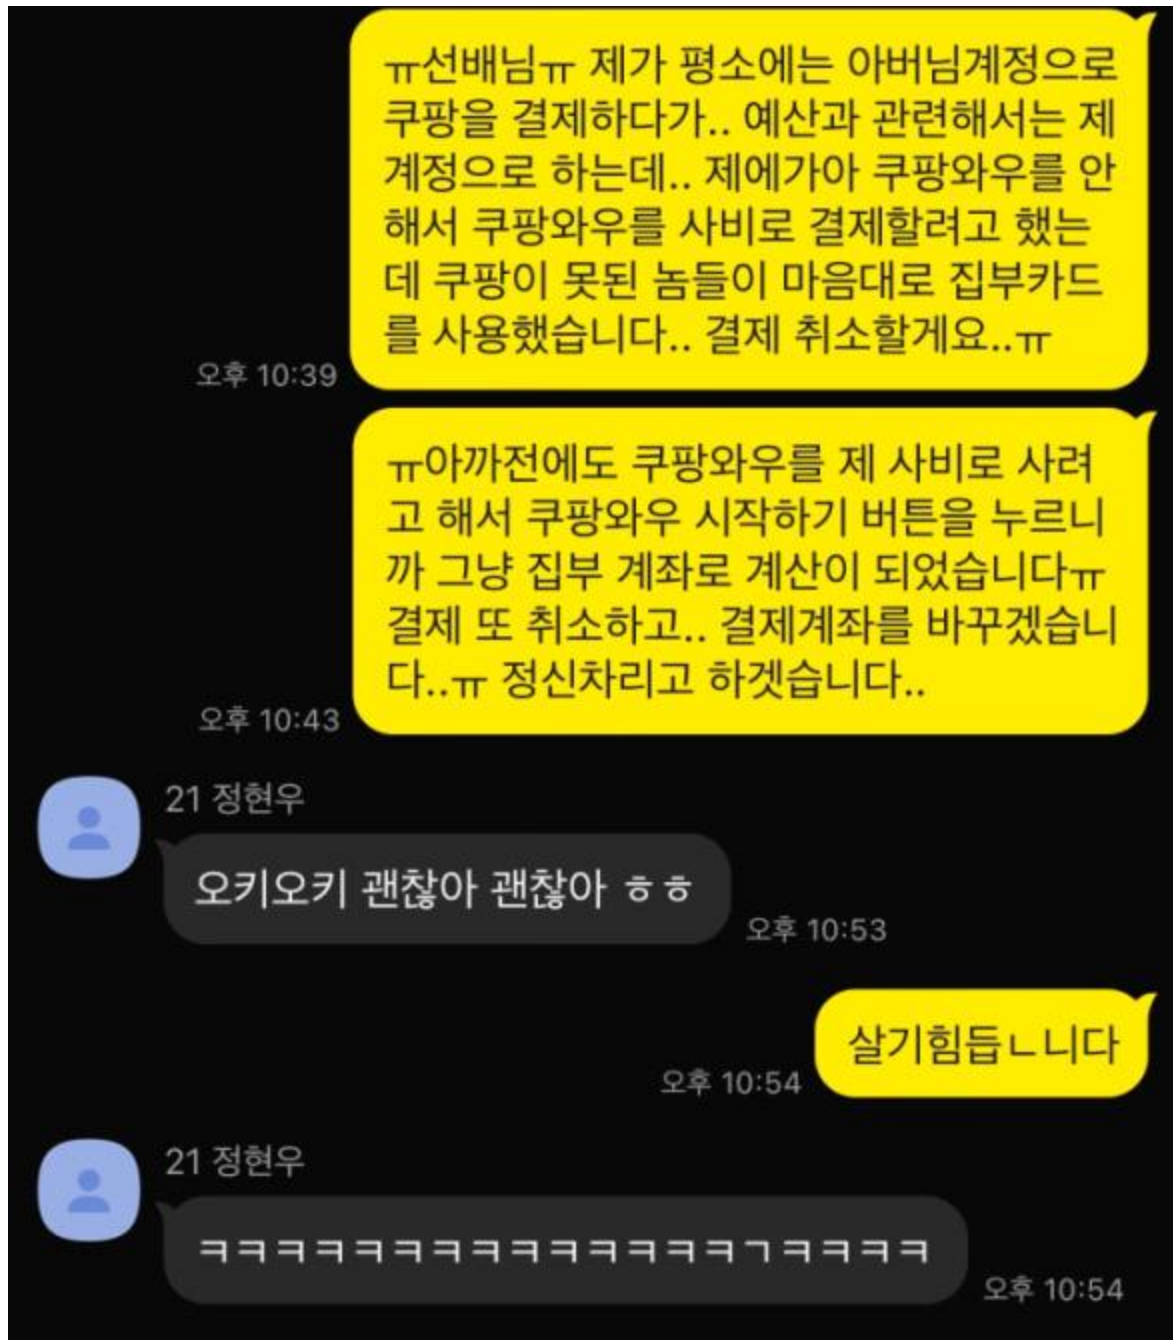 ㅠ선배님ㅠ 제가 평소에는 아버님계정으로
쿠팡을 결제하다가.. 예산과 관련해서는 제
계정으로 하는데.. 제에가아 쿠팡와우를 안
해서 쿠팡와우를 사비로 결제할려고 했는
데 쿠팡이 못된 놈들이 마음대로 집부카드
를 사용했습니다.. 결제 취소할게요..ㅠ
오후 10:39
ㅠ아까전에도 쿠팡와우를 제 사비로 사려
고 해서 쿠팡와우 시작하기 버튼을 누르니
까 그냥 집부 계좌로 계산이 되었습니다ㅠ
결제 또 취소하고.. 결제계좌를 바꾸겠습니
다..ㅠ 정신차리고 하겟습니다..
오후 10:43
21 정현우
오키오키 괜찮아 괜찮아 ㅎㅎ
오후 10:53
살기힘듭ㄴ니다
오후 10:54
21 정현우
ㅋㅋㅋㅋㅋㅋㅋㅋㅋㅋㅋㅋㅋㅋㄱㅋㅋㅋㅋ
오후 10:54